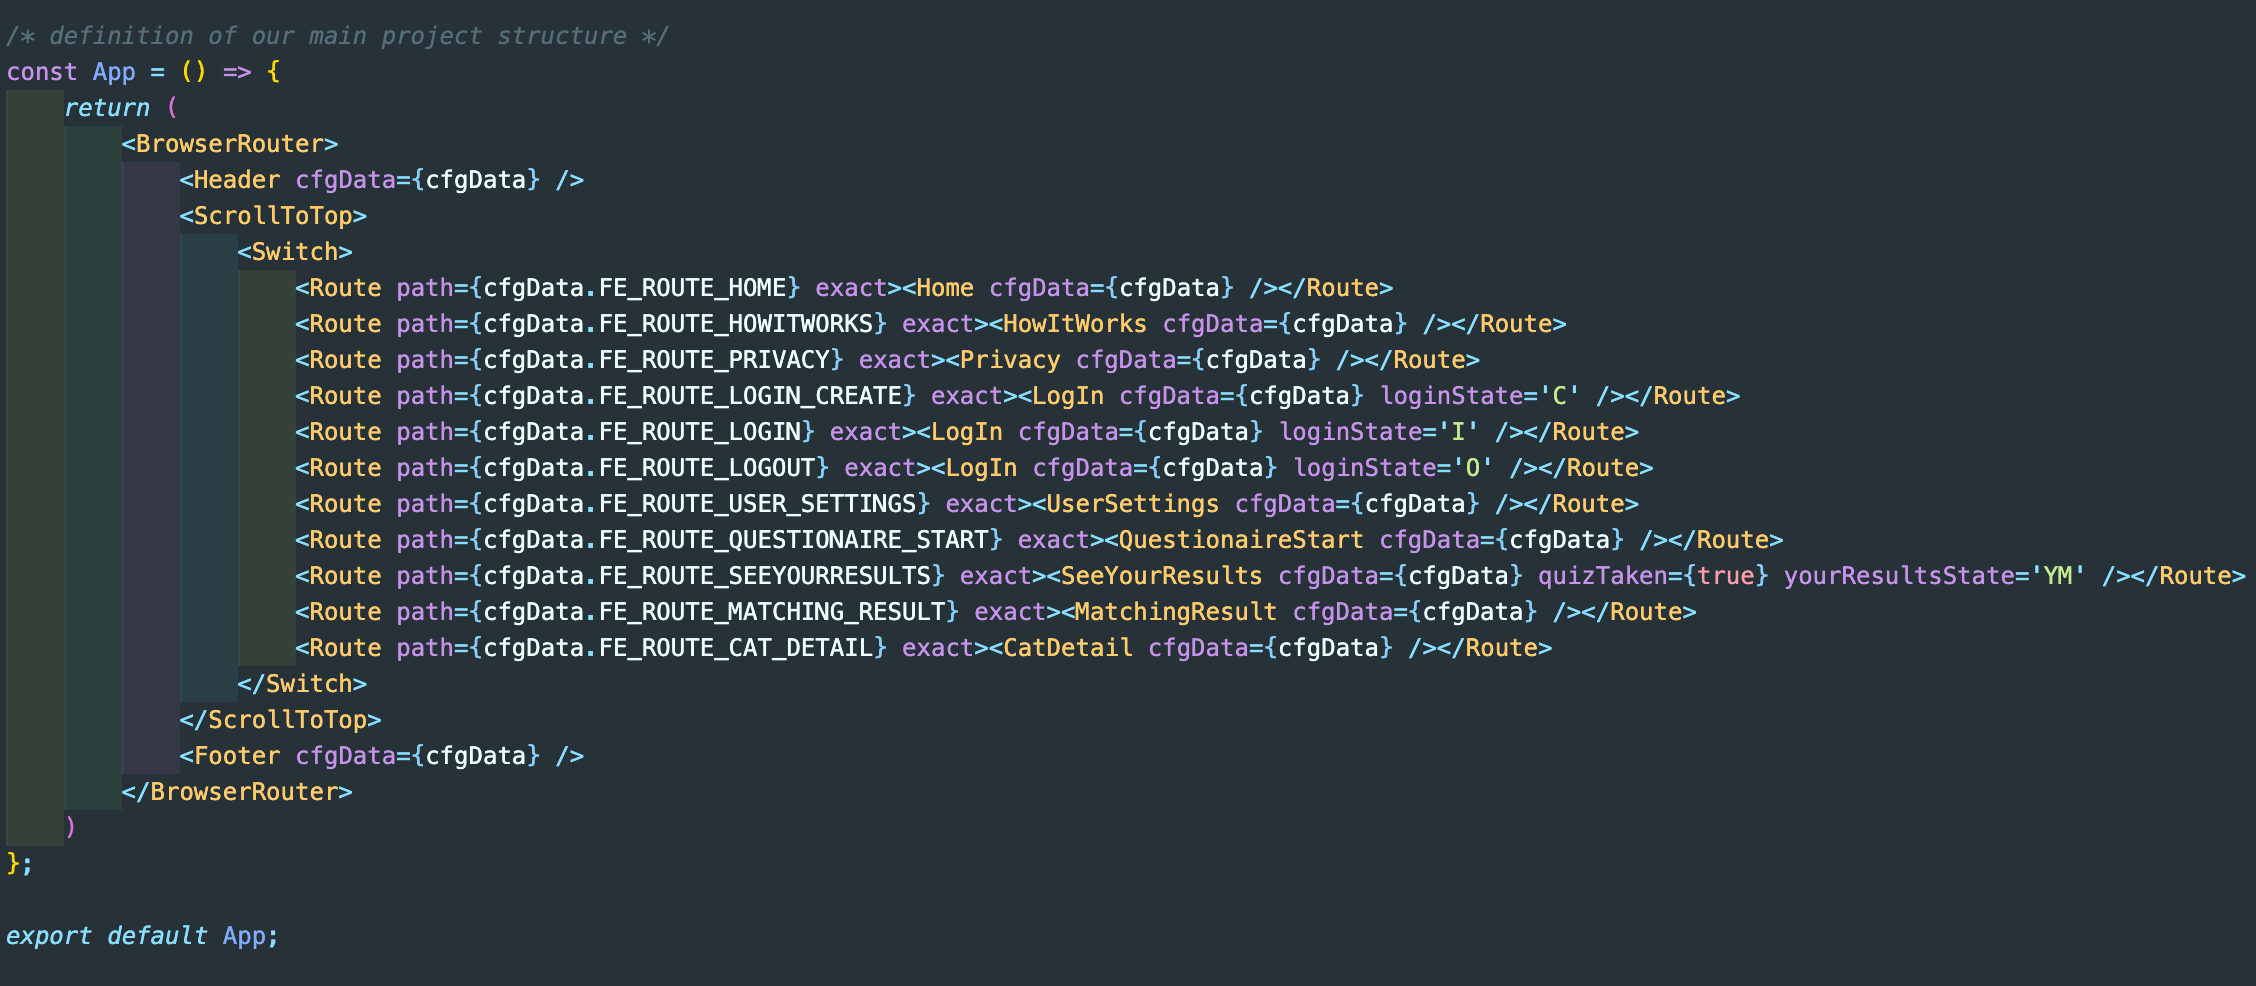 /* definition of our main project structure */
const App = () => {
    return (
        <BrowserRouter>
            <Header cfgData={cfgData} />
            <ScrollToTop>
                <Switch>
                    <Route path={cfgData.FE_ROUTE_HOME} exact><Home cfgData={cfgData} /></Route>
                    <Route path={cfgData.FE_ROUTE_HOWITWORKS} exact><HowItWorks cfgData={cfgData} /></Route>
                    <Route path={cfgData.FE_ROUTE_PRIVACY} exact><Privacy cfgData={cfgData} /></Route>
                    <Route path={cfgData.FE_ROUTE_LOGIN_CREATE} exact><LogIn cfgData={cfgData} loginState='C' /></Route>
                    <Route path={cfgData.FE_ROUTE_LOGIN} exact><LogIn cfgData={cfgData} loginState='I' /></Route>
                    <Route path={cfgData.FE_ROUTE_LOGOUT} exact><LogIn cfgData={cfgData} loginState='O' /></Route>
                    <Route path={cfgData.FE_ROUTE_USER_SETTINGS} exact><UserSettings cfgData={cfgData} /></Route>
                    <Route path={cfgData.FE_ROUTE_QUESTIONAIRE_START} exact><QuestionaireStart cfgData={cfgData} /></Route>
                    <Route path={cfgData.FE_ROUTE_SEEYOURRESULTS} exact><SeeYourResults cfgData={cfgData} quizTaken={true} yourResultsState='YM' /></Route>
                    <Route path={cfgData.FE_ROUTE_MATCHING_RESULT} exact><MatchingResult cfgData={cfgData} /></Route>
                    <Route path={cfgData.FE_ROUTE_CAT_DETAIL} exact><CatDetail cfgData={cfgData} /></Route>
                </Switch>
            </ScrollToTop>
            <Footer cfgData={cfgData} />
        </BrowserRouter>
    )
};

export default App;